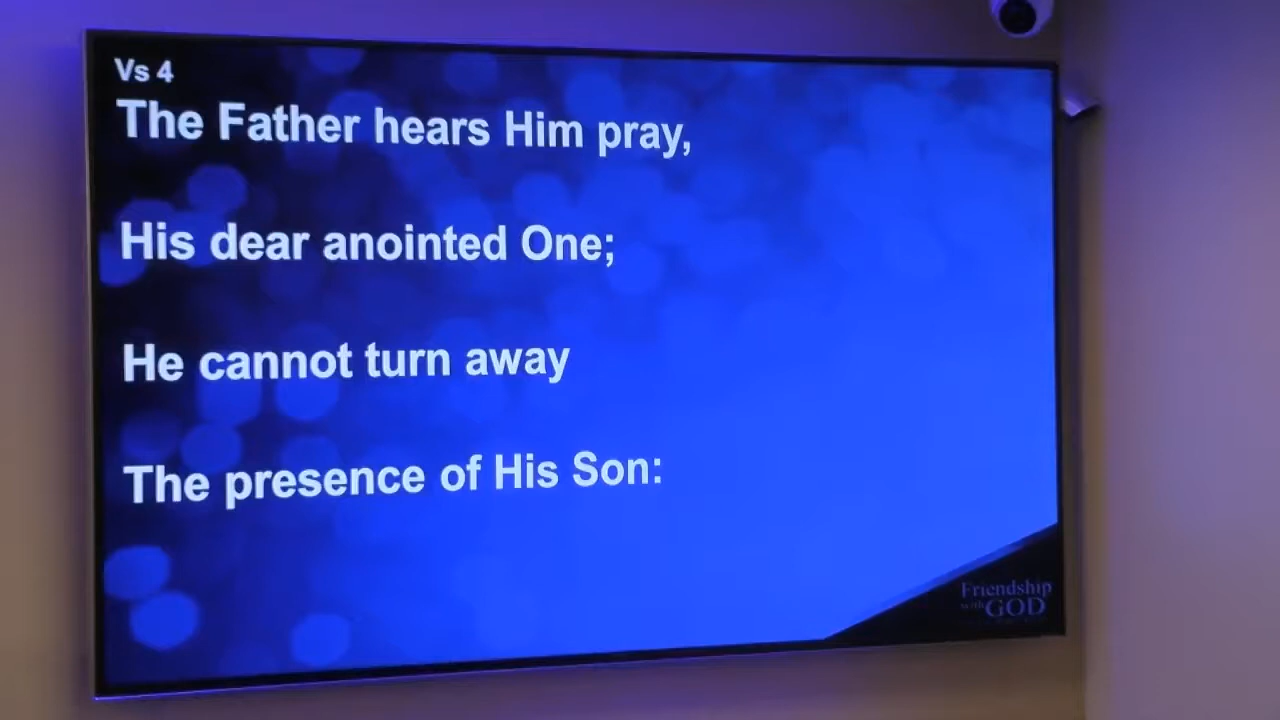 Vs 4
The Father hears Him pray,
His dear anointed One;
He cannot turn away
The presence of His Son:
Friendship
with GOD